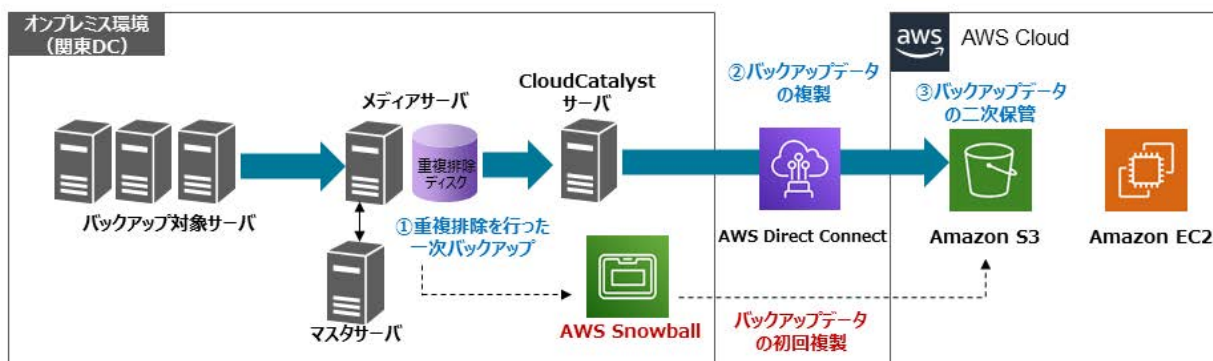 オンプレミス環境
（関東DC）
aws
AWS Cloud
CloudCatalyst
サーバ
メディアサーバ
②バックアップデータ
の複製
③バックアップデータ
の二次保管
重複排除
ディスク
バックアップ対象サーバ
①重複排除を行った
一次バックアップ
AWS Direct Connect
Amazon S3
Amazon EC2
マスタサーバ
AWS Snowball
バックアップデータ
の初回複製